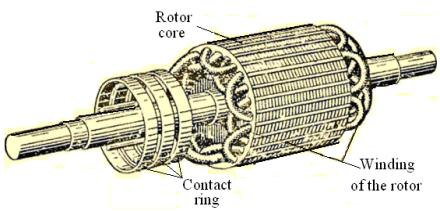 Rotor
core
Contact
ring
Winding
of the rotor